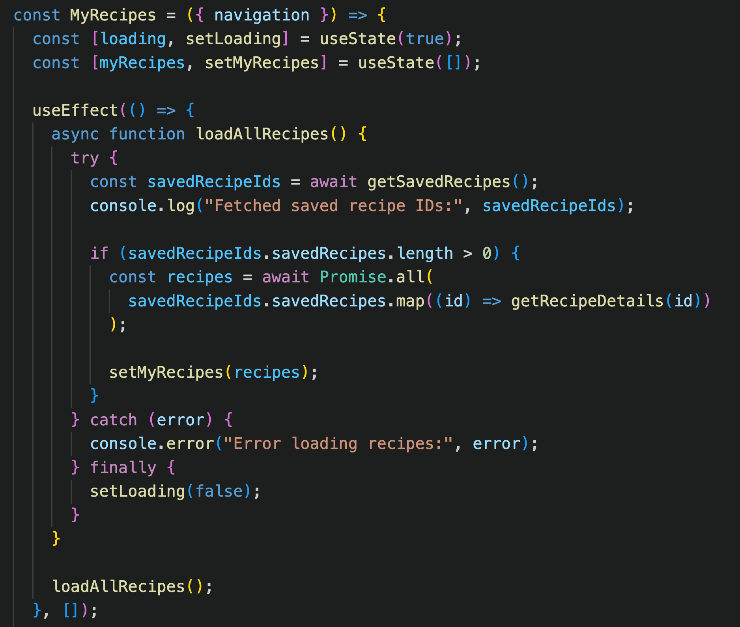 const MyRecipes = ({ navigation }) => {
  const [loading, setLoading] = useState(true);
  const [myRecipes, setMyRecipes] = useState([]);

  useEffect(() => {
    async function loadAllRecipes() {
      try {
        const savedRecipeIds = await getSavedRecipes();
        console.log("Fetched saved recipe IDs:", savedRecipeIds);

        if (savedRecipeIds.savedRecipes.length > 0) {
          const recipes = await Promise.all(
            savedRecipeIds.savedRecipes.map((id) => getRecipeDetails(id))
          );

          setMyRecipes(recipes);
        }
      } catch (error) {
        console.error("Error loading recipes:", error);
      } finally {
        setLoading(false);
      }
    }

    loadAllRecipes();
  }, []);